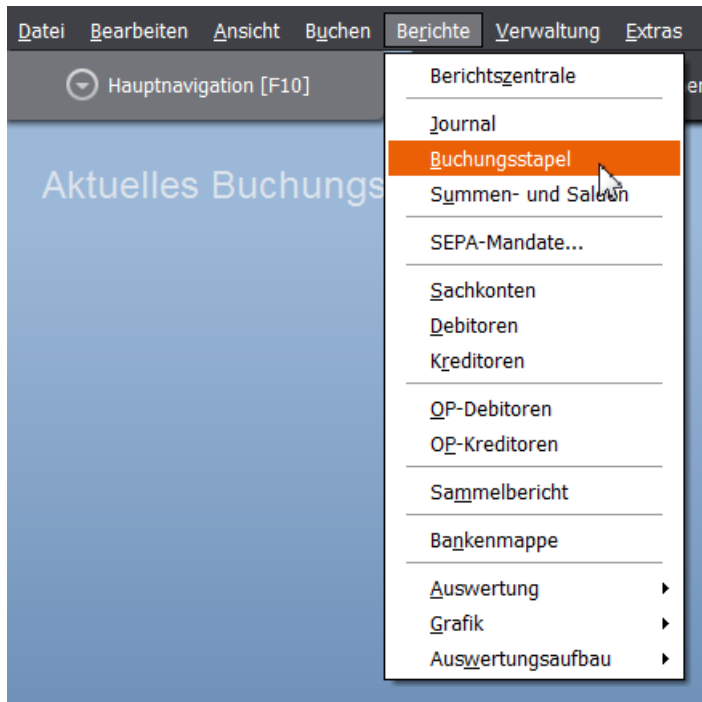 Datei Bearbeiten Ansicht Buchen Berichte Verwaltung Extras
Hauptnavigation [F10]
Aktuelles Buchungs
Berichtszentrale
Journal
Buchungsstapel
Summen- und Salden
SEPA-Mandate...
Sachkonten
Debitoren
Kreditoren
OP-Debitoren
OP-Kreditoren
Sammelbericht
Bankenmappe
Auswertung
Grafik
Auswertungsaufbau